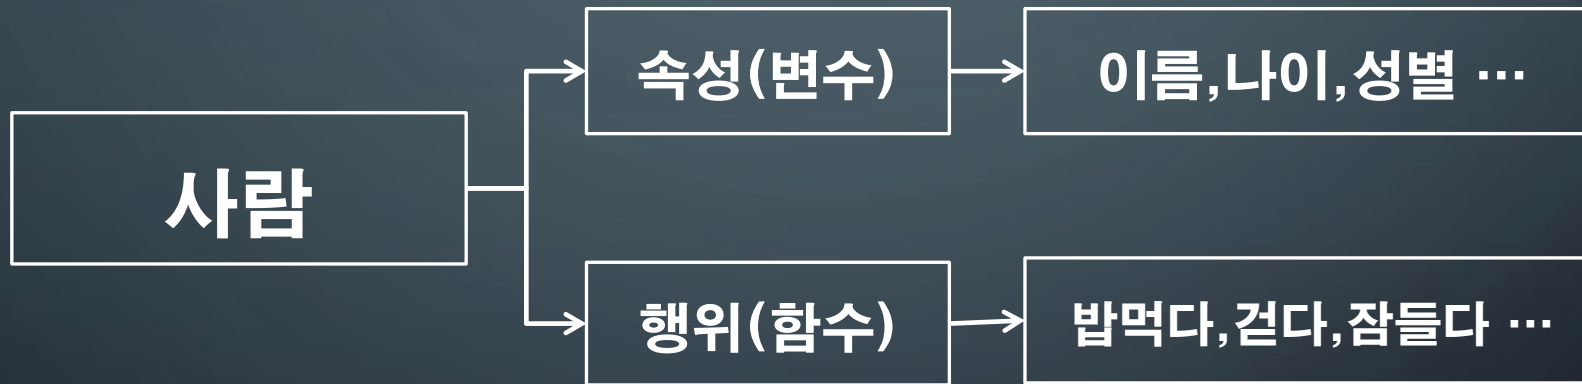 사람
속성(변수)
이름,나이,성별 …
행위(함수)
밥먹다,걷다,잠들다 …